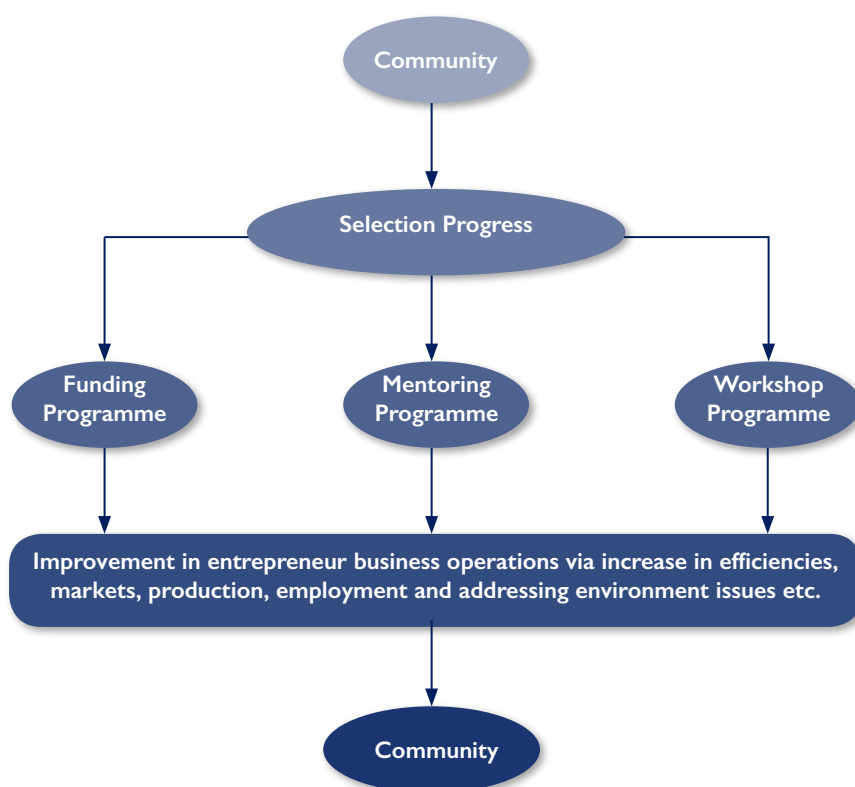 Community
Selection Progress
Funding
Programme
Mentoring
Programme
Workshop
Programme
Improvement in entrepreneur business operations via increase in efficiencies,
markets, production, employment and addressing environment issues etc.
Community